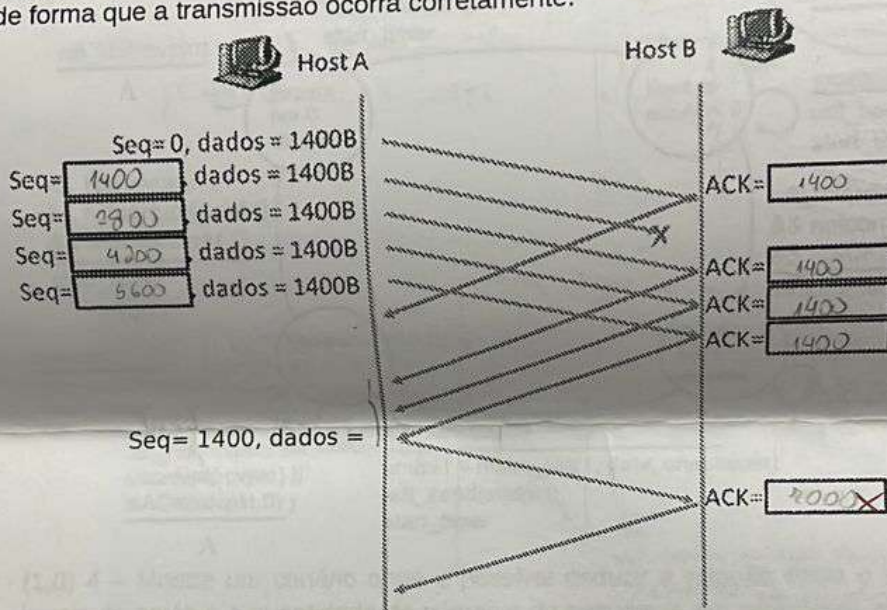 de forma que a transmissão ocorra corretamente.
Host A
Host B
Seq= 0, dados = 1400B
Seq= 1400, dados = 1400B
Seq= 2800, dados = 1400B
Seq= 4200, dados = 1400B
Seq= 5600, dados = 1400B
ACK= 1400
X
ACK= 1400
ACK= 1400
ACK= 1400
Seq= 1400, dados =
ACK= 7000